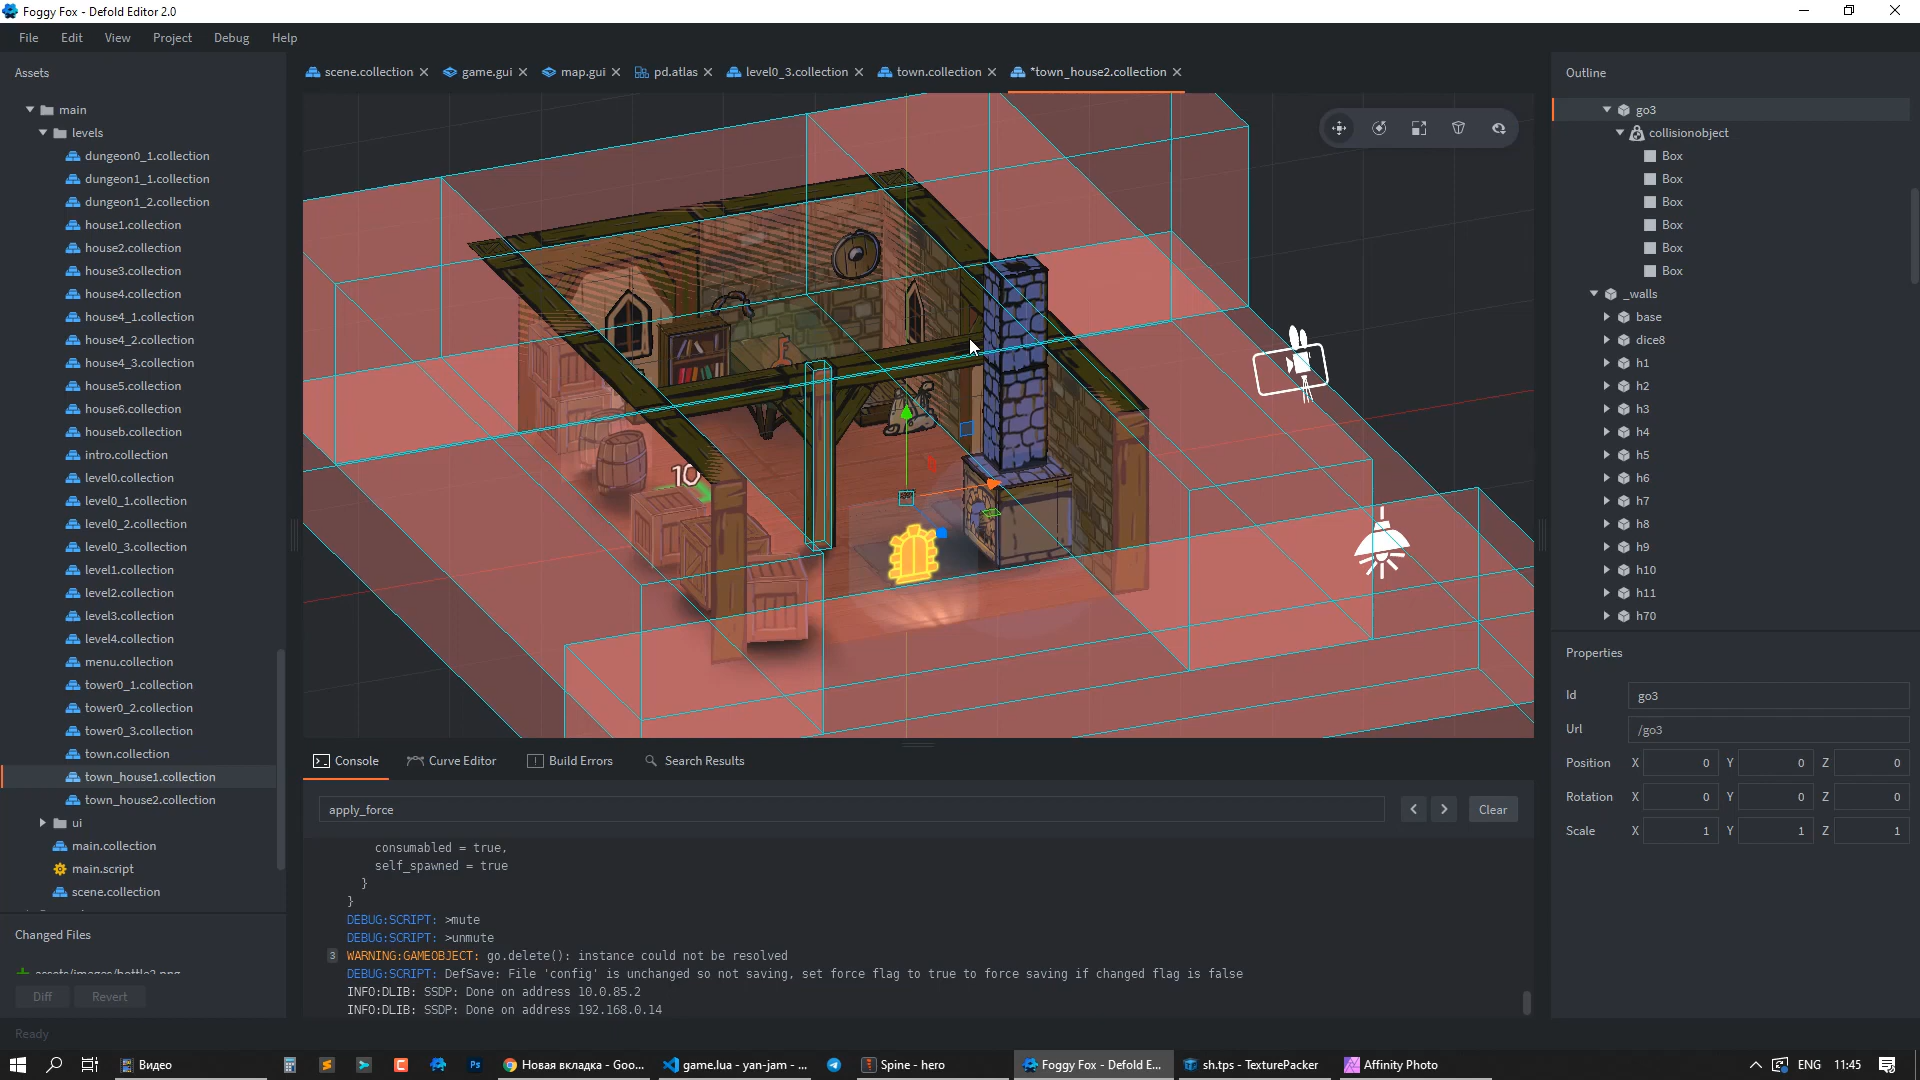 Foggy Fox - Defold Editor 2.0
File Edit View Project Debug Help
Assets
main
levels
dungeon0_1.collection
dungeon1_1.collection
dungeon1_2.collection
house1.collection
house2.collection
house3.collection
house4.collection
house4_1.collection
house4_2.collection
house4_3.collection
house5.collection
house6.collection
houseb.collection
intro.collection
level0.collection
level0_1.collection
level0_2.collection
level0_3.collection
level1.collection
level2.collection
level3.collection
level4.collection
menu.collection
tower0_1.collection
tower0_2.collection
tower0_3.collection
town.collection
town_house1.collection
town_house2.collection
ui
main.collection
main.script
scene.collection
Changed Files
assets/images/bottle2.png
Diff Revert
Ready
scene.collection game.gui map.gui pd.atlas level0_3.collection town.collection *town_house2.collection
10
Console Curve Editor Build Errors Search Results
apply_force
Clear
consumabled = true,
self_spawned = true
}
}
DEBUG:SCRIPT: >mute
DEBUG:SCRIPT: >unmute
3 WARNING:GAMEOBJECT: go.delete(): instance could not be resolved
DEBUG:SCRIPT: DefSave: File 'config' is unchanged so not saving, set force flag to true to force saving if changed flag is false
INFO:DLIB: SSDP: Done on address 10.0.85.2
INFO:DLIB: SSDP: Done on address 192.168.0.14
Outline
go3
collisionobject
Box
Box
Box
Box
Box
Box
_walls
base
dice8
h1
h2
h3
h4
h5
h6
h7
h8
h9
h10
h11
h70
Properties
Id go3
Url /go3
Position X 0 Y 0 Z 0
Rotation X 0 Y 0 Z 0
Scale X 1 Y 1 Z 1
Видео
Ps
Новая вкладка - Goo...
game.lua - yan-jam - ...
Spine - hero
Foggy Fox - Defold E...
sh.tps - TexturePacker
Affinity Photo
ENG 11:45